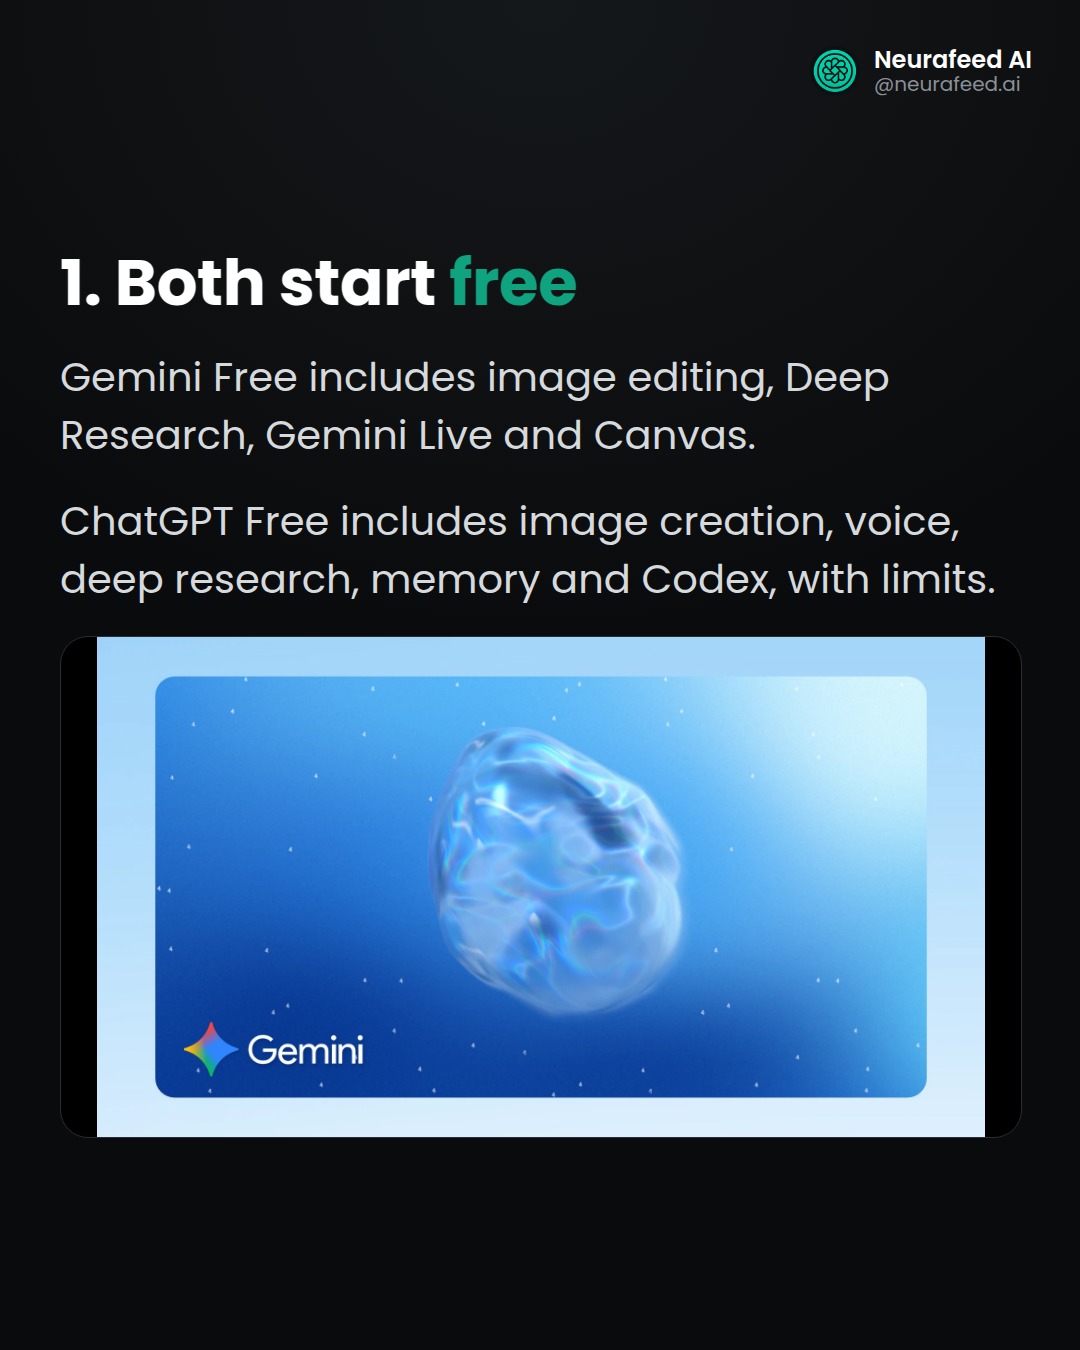 Neurafeed AI
@neurafeed.ai
1. Both start free
Gemini Free includes image editing, Deep
Research, Gemini Live and Canvas.
ChatGPT Free includes image creation, voice,
deep research, memory and Codex, with limits.
Gemini